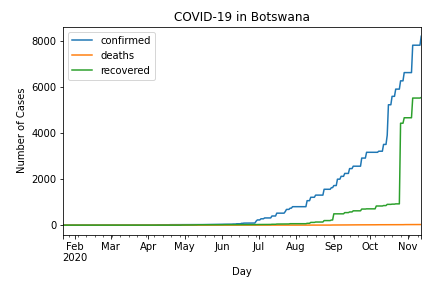 COVID-19 in Botswana
confirmed
deaths
recovered
8000
6000
4000
2000
0
Number of Cases
Feb Mar Apr May Jun Jul Aug Sep Oct Nov
2020
Day